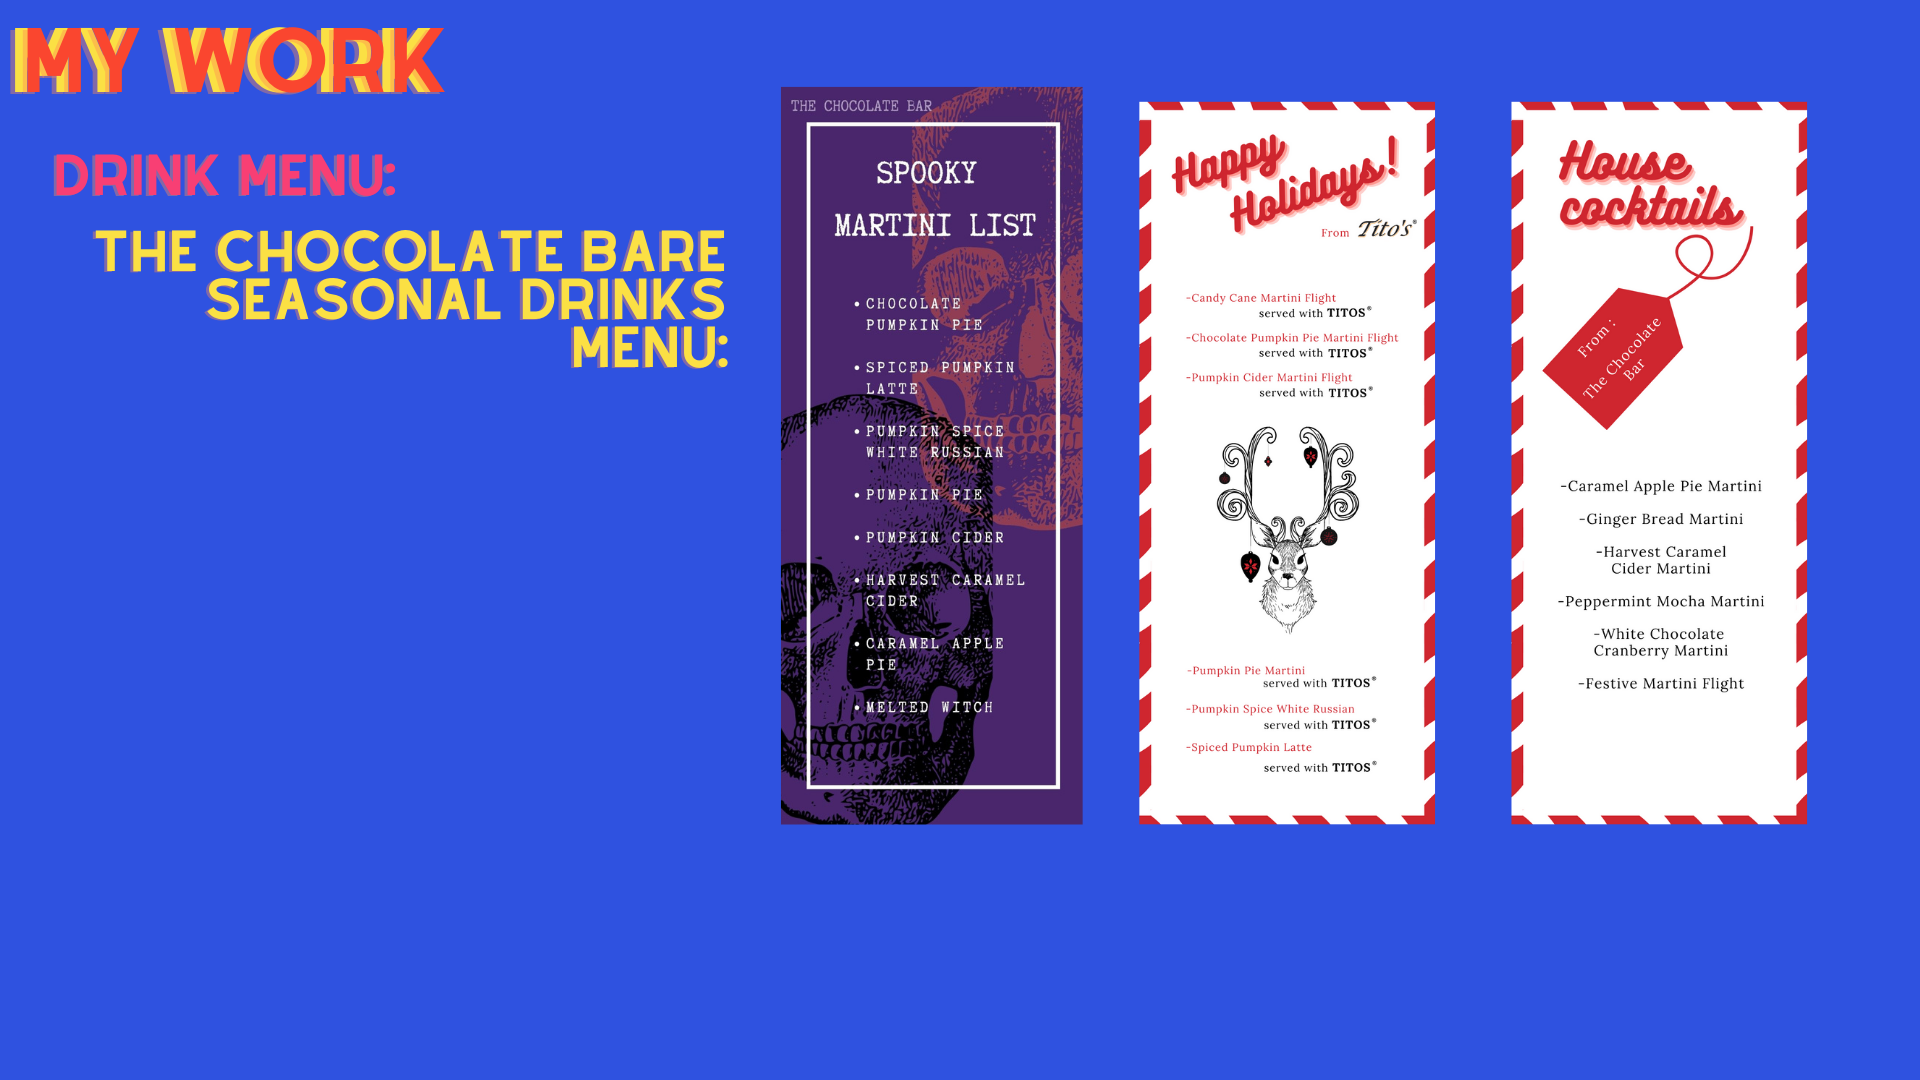 MY WORK
DRINK MENU:
THE CHOCOLATE BARE
SEASONAL DRINKS
MENU:
THE CHOCOLATE BAR
SPOOKY
MARTINI LIST
• CHOCOLATE
PUMPKIN PIE
• SPICED PUMPKIN
LATTE
• PUMPKIN SPICE
WHITE RUSSIAN
• PUMPKIN PIE
• PUMPKIN CIDER
• HARVEST CARAMEL
CIDER
• CARAMEL APPLE
PIE
• MELTED WITCH
Happy
Holidays!
From Tito's®
-Candy Cane Martini Flight
served with TITOS®
-Chocolate Pumpkin Pie Martini Flight
served with TITOS®
-Pumpkin Cider Martini Flight
served with TITOS®
-Pumpkin Pie Martini
served with TITOS®
-Pumpkin Spice White Russian
served with TITOS®
-Spiced Pumpkin Latte
served with TITOS®
House
cocktails
From :
The Chocolate
Bar
-Caramel Apple Pie Martini
-Ginger Bread Martini
-Harvest Caramel
Cider Martini
-Peppermint Mocha Martini
-White Chocolate
Cranberry Martini
-Festive Martini Flight